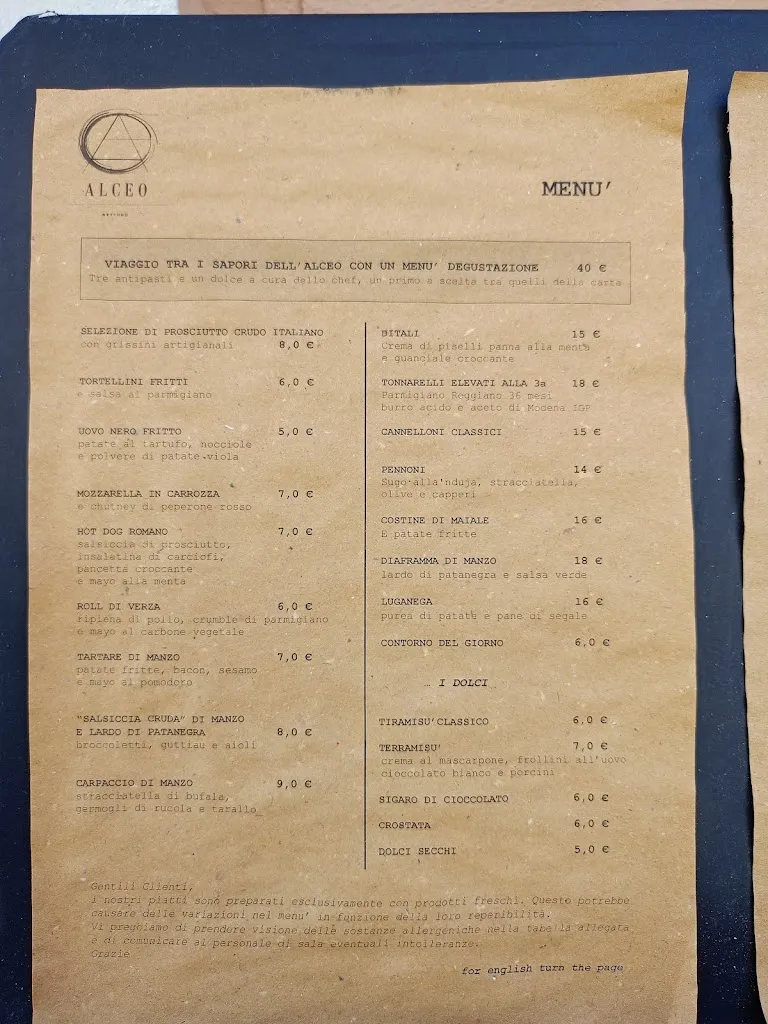 ALCEO
MENU'
VIAGGIO TRA I SAPORI DELL'ALCEO CON UN MENU' DEGUSTAZIONE 40 €
Tre antipasti e un dolce a cura dello chef, un primo a scelta tra quelli della carta
SELEZIONE DI PROSCIUTTO CRUDO ITALIANO
con grissini artigianali 8,0 €
TORTELLINI FRITTI 6,0 €
e salsa al parmigiano
UOVO NERO FRITTO 5,0 €
patate al tartufo, nocciole
e polvere di patate viola
MOZZARELLA IN CARROZZA 7,0 €
e chutney di peperone rosso
HOT DOG ROMANO 7,0 €
salsiccia di prosciutto,
insalatina di carciofi,
pancetta croccante
e mayo alla menta
ROLL DI VERZA 6,0 €
ripiena di pollo, crumble di parmigiano
e mayo al carbone vegetale
TARTARE DI MANZO 7,0 €
patate fritte, bacon, sesamo
e mayo al pomodoro
"SALSICCIA CRUDA" DI MANZO
E LARDO DI PATANEGRA 8,0 €
broccoletti, guttiau e aioli
CARPACCIO DI MANZO 9,0 €
stracciatella di bufala,
germogli di rucola e tarallo
DITALI 15 €
Crema di piselli panna alla menta
e guanciale croccante
TONNARELLI ELEVATI ALLA 3a 18 €
Parmigiano Reggiano 36 mesi
burro acido e aceto di Modena IGP
CANNELLONI CLASSICI 15 €
PENNONI 14 €
Sugo alla'nduja, stracciatella,
olive e capperi
COSTINE DI MAIALE 16 €
E patate fritte
DIAFRAMMA DI MANZO 18 €
lardo di patanegra e salsa verde
LUGANEGA 16 €
purea di patate e pane di segale
CONTORNO DEL GIORNO 6,0 €
… I DOLCI
TIRAMISU'CLASSICO 6,0 €
TERRAMISU' 7,0 €
crema al mascarpone, frollini all'uovo
cioccolato bianco e porcini
SIGARO DI CIOCCOLATO 6,0 €
CROSTATA 6,0 €
DOLCI SECCHI 5,0 €
Gentili Clienti,
i nostri piatti sono preparati esclusivamente con prodotti freschi. Questo potrebbe
causare delle variazioni nel menu' in funzione della loro reperibilità.
Vi preghiamo di prendere visione delle sostanze allergeniche nella tabella allegata
e di comunicare al personale di sala eventuali intolleranze.
Grazie
for english turn the page